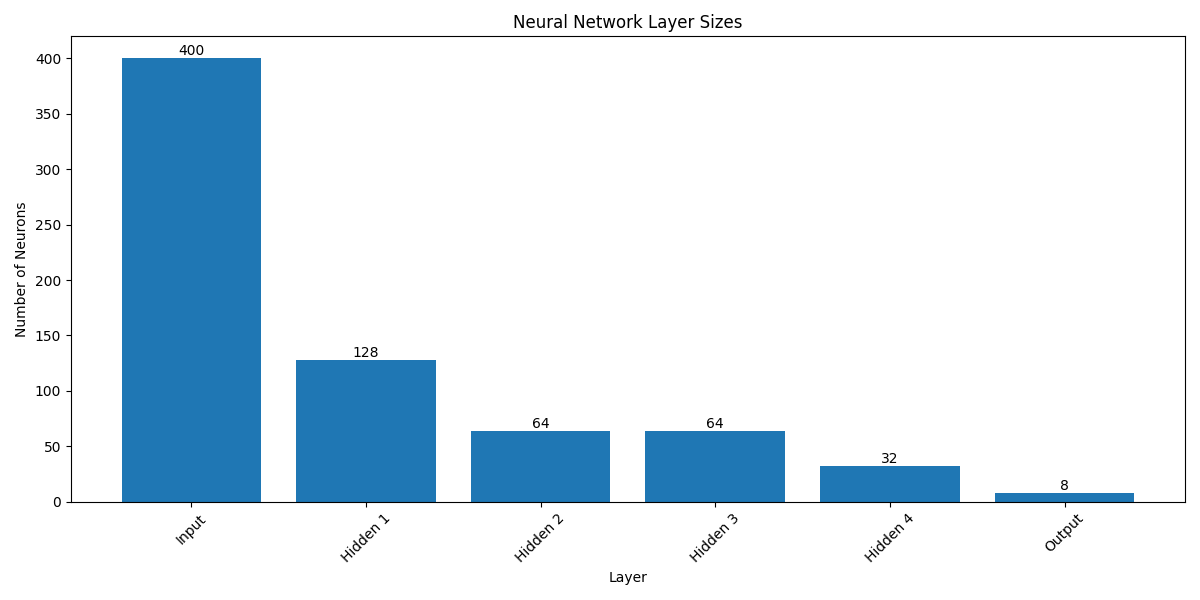 Neural Network Layer Sizes
Number of Neurons
400
350
300
250
200
150
100
50
0
400
128
64
64
32
8
Input
Hidden 1
Hidden 2
Hidden 3
Hidden 4
Output
Layer